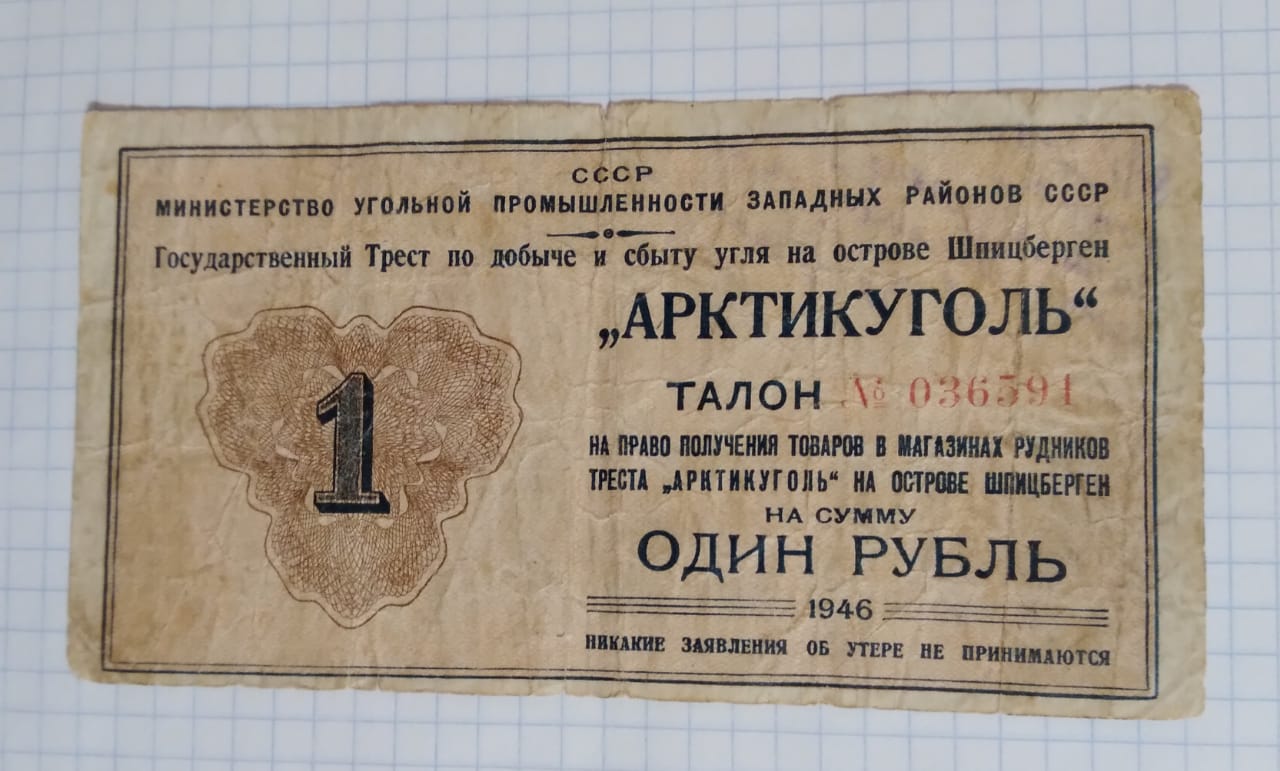 СССР
МИНИСТЕРСТВО УГОЛЬНОЙ ПРОМЫШЛЕННОСТИ ЗАПАДНЫХ РАЙОНОВ СССР
Государственный Трест по добыче и сбыту угля на острове Шпицберген
„АРКТИКУГОЛЬ“
1
ТАЛОН № 036591
НА ПРАВО ПОЛУЧЕНИЯ ТОВАРОВ В МАГАЗИНАХ РУДНИКОВ
ТРЕСТА „АРКТИКУГОЛЬ“ НА ОСТРОВЕ ШПИЦБЕРГЕН
НА СУММУ
ОДИН РУБЛЬ
1946
НИКАКИЕ ЗАЯВЛЕНИЯ ОБ УТЕРЕ НЕ ПРИНИМАЮТСЯ